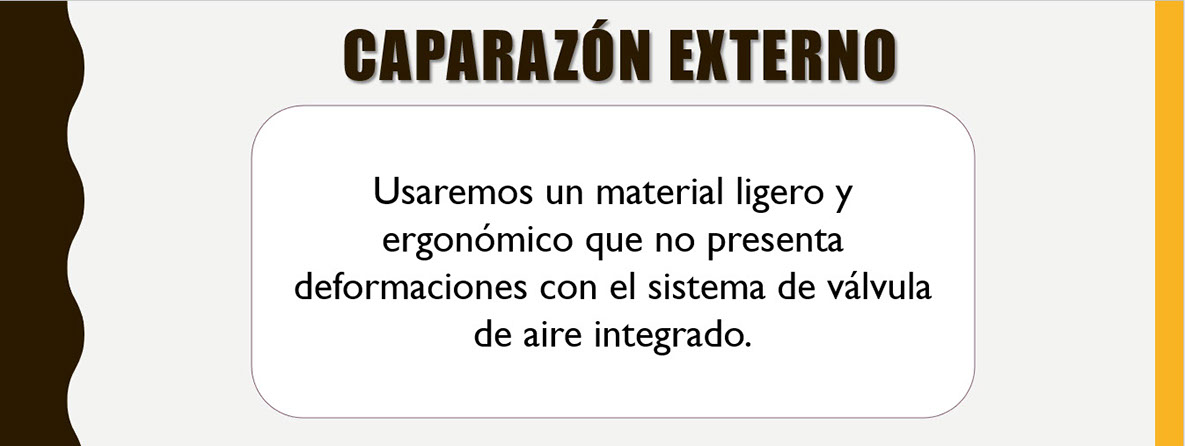 CAPARAZÓN EXTERNO
Usaremos un material ligero y
ergonómico que no presenta
deformaciones con el sistema de válvula
de aire integrado.